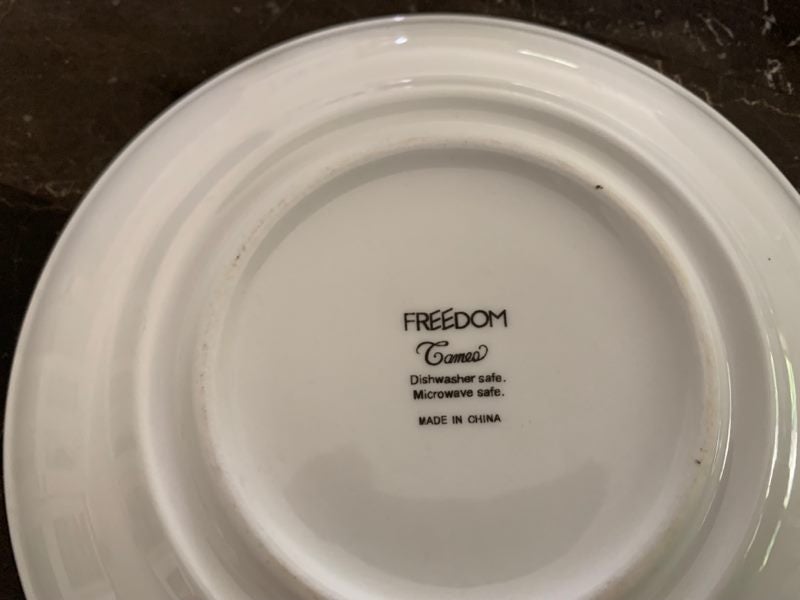 FREEDOM
Cameo
Dishwasher safe.
Microwave safe.
MADE IN CHINA